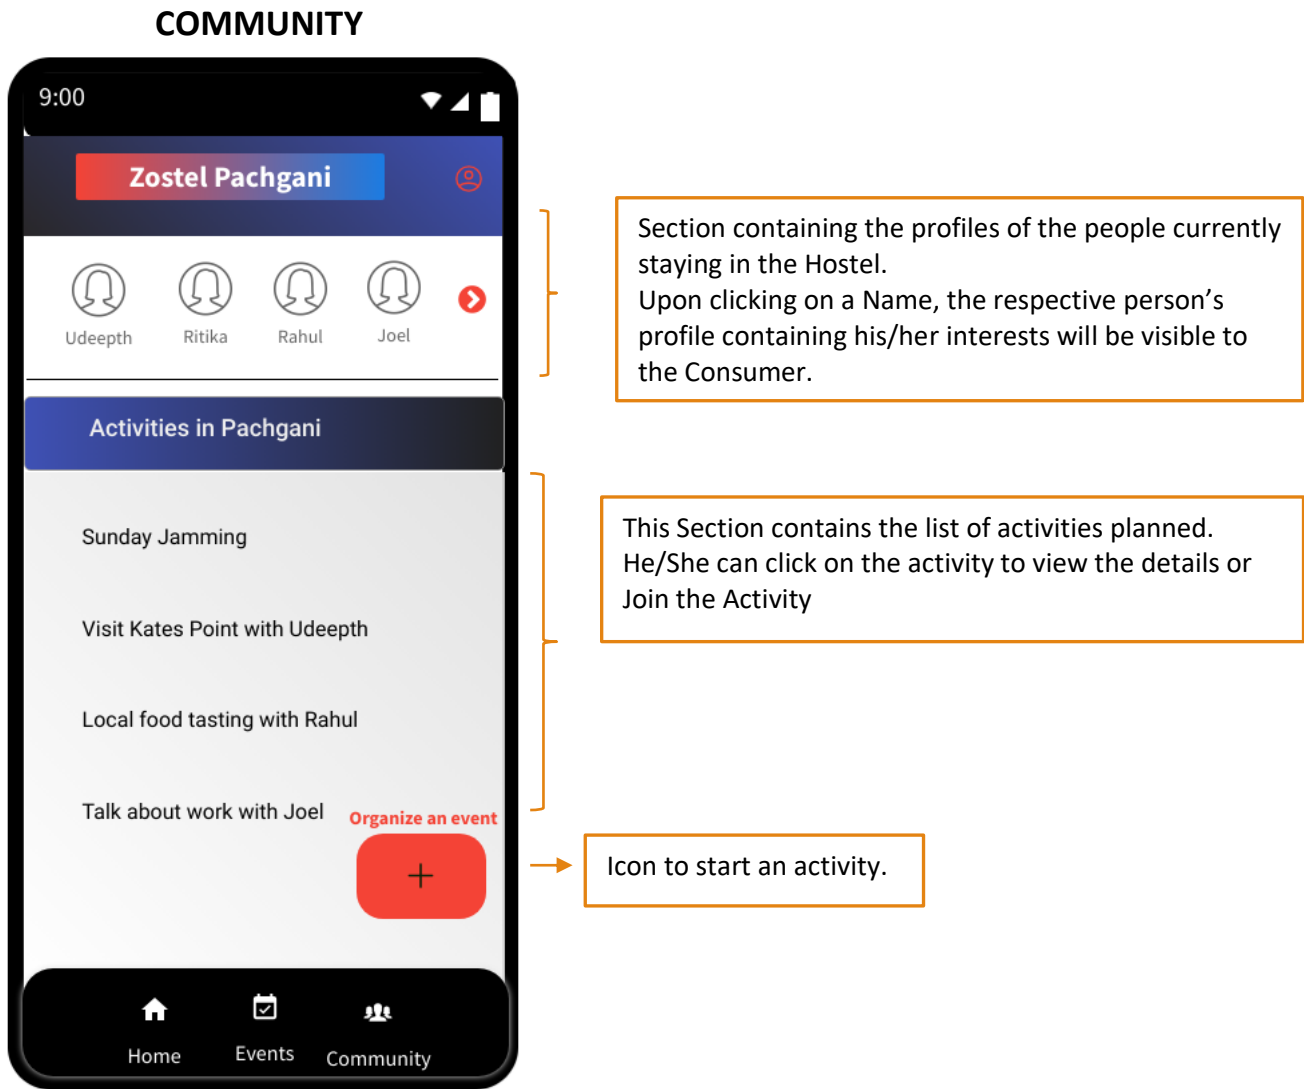 COMMUNITY
9:00
Zostel Pachgani
Udeepth
Ritika
Rahul
Joel
Activities in Pachgani
Sunday Jamming
Visit Kates Point with Udeepth
Local food tasting with Rahul
Talk about work with Joel
Organize an event
+
Home
Events
Community
Section containing the profiles of the people currently
staying in the Hostel.
Upon clicking on a Name, the respective person’s
profile containing his/her interests will be visible to
the Consumer.
This Section contains the list of activities planned.
He/She can click on the activity to view the details or
Join the Activity
Icon to start an activity.